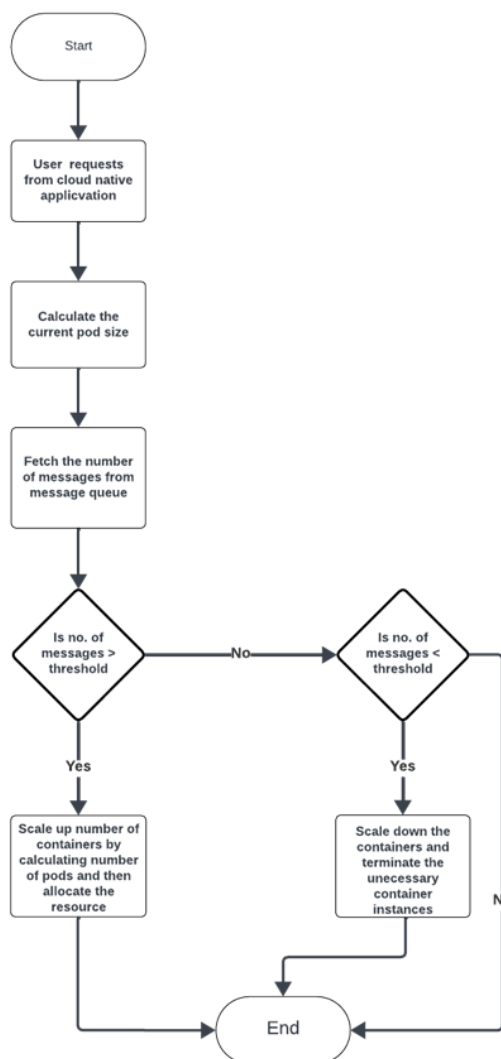 Start
User requests
from cloud native
applicvation
Calculate the
current pod size
Fetch the number
of messages from
message queue
Is no. of
messages >
threshold
No
Is no. of
messages <
threshold
Yes
Yes
Scale up number of
containers by
calculating number
of pods and then
allocate the
resource
Scale down the
containers and
terminate the
unecessary
container
instances
End